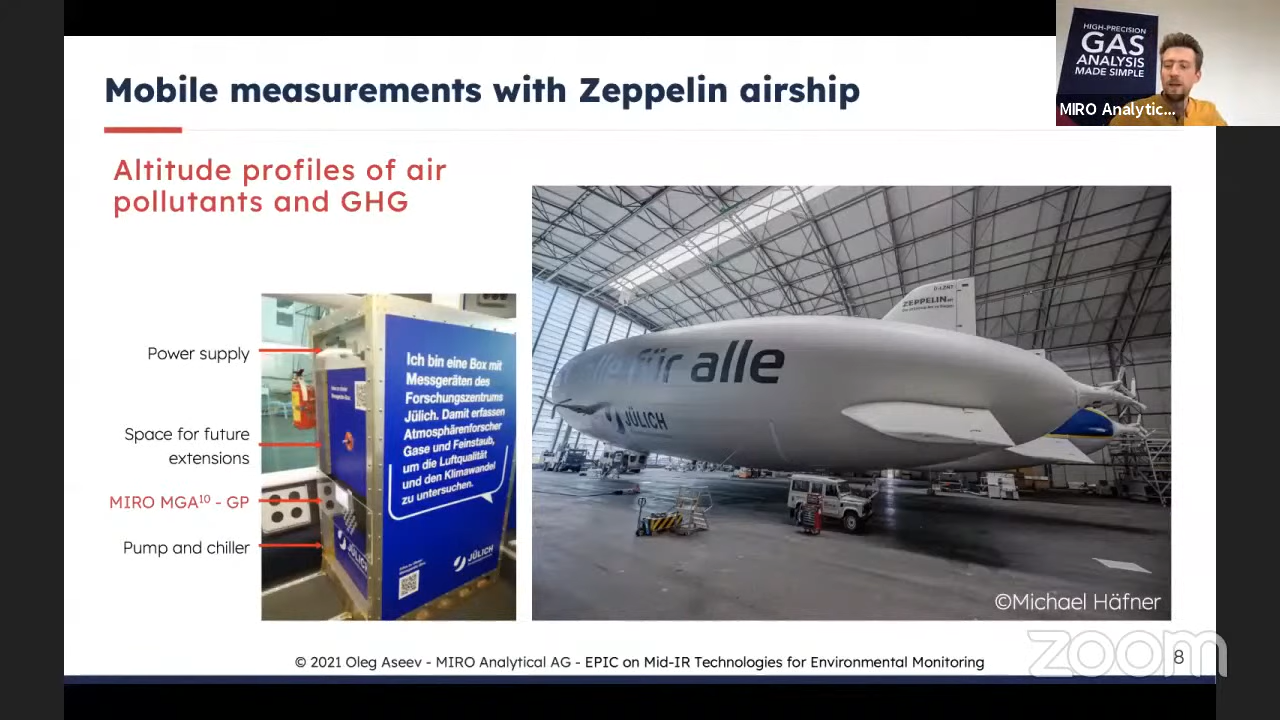 Mobile measurements with Zeppelin airship
HIGH-PRECISION
GAS
ANALYSIS
MADE SIMPLE
MIRO Analytic...
Altitude profiles of air
pollutants and GHG
Power supply
Space for future
extensions
MIRO MGA¹⁰ - GP
Pump and chiller
Ich bin eine Box mit
Messgeräten des
Forschungszentrums
Jülich. Damit erfassen
Atmosphärenforscher
Gase und Feinstaub,
um die Luftqualität
und den Klimawandel
zu untersuchen.
JÜLICH
JÜLICH
ZEPPELIN
für alle
JÜLICH
©Michael Häfner
© 2021 Oleg Aseev - MIRO Analytical AG - EPIC on Mid-IR Technologies for Environmental Monitoring
8
zoom